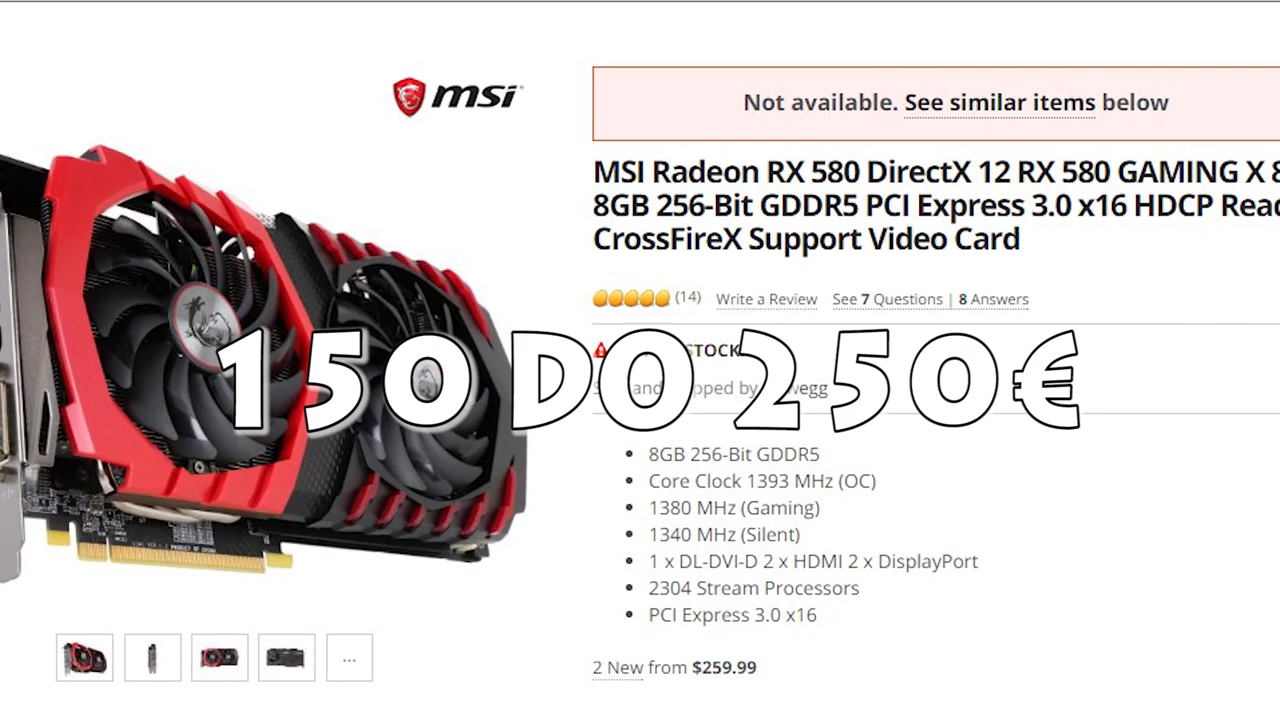 msi
Not available. See similar items below
MSI Radeon RX 580 DirectX 12 RX 580 GAMING X
8GB 256-Bit GDDR5 PCI Express 3.0 x16 HDCP
CrossFireX Support Video Card
(14) Write a Review See 7 Questions | 8 Answers
STOCK.
150 DO 250€
8GB 256-Bit GDDR5
Core Clock 1393 MHz (OC)
1380 MHz (Gaming)
1340 MHz (Silent)
1 x DL-DVI-D 2 x HDMI 2 x DisplayPort
2304 Stream Processors
PCI Express 3.0 x16
...
2 New from $259.99